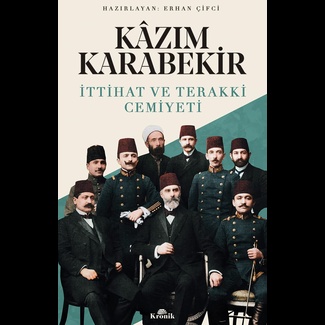 HAZIRLAYAN: ERHAN ÇİFCİ
KÂZIM
KARABEKİR
İTTİHAT VE TERAKKİ
CEMİYETİ
Kronik